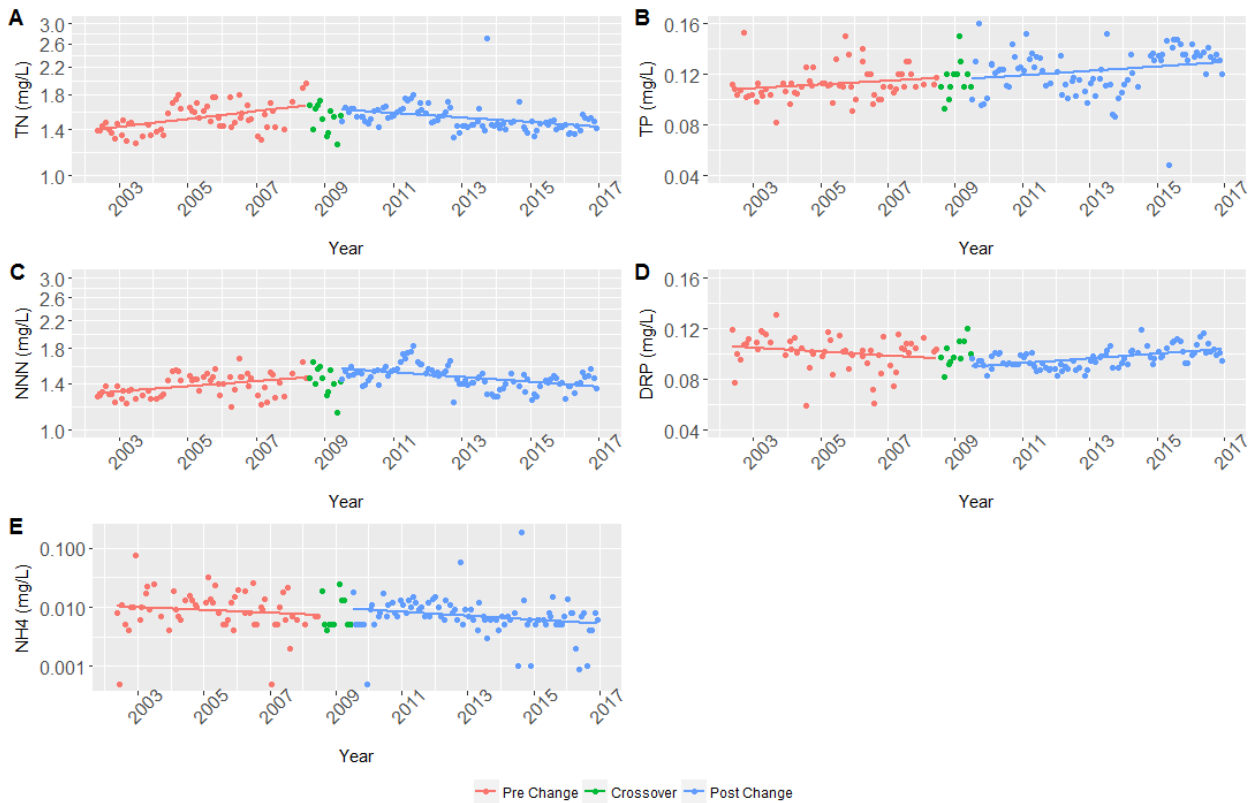 A
TN (mg/L)
3.0
2.6
2.2
1.8
1.4
1.0
2003 2005 2007 2009 2011 2013 2015 2017
Year
B
TP (mg/L)
0.16
0.12
0.08
0.04
2003 2005 2007 2009 2011 2013 2015 2017
Year
C
NNN (mg/L)
3.0
2.6
2.2
1.8
1.4
1.0
2003 2005 2007 2009 2011 2013 2015 2017
Year
D
DRP (mg/L)
0.16
0.12
0.08
0.04
2003 2005 2007 2009 2011 2013 2015 2017
Year
E
NH4 (mg/L)
0.100
0.010
0.001
2003 2005 2007 2009 2011 2013 2015 2017
Year
Pre Change Crossover Post Change